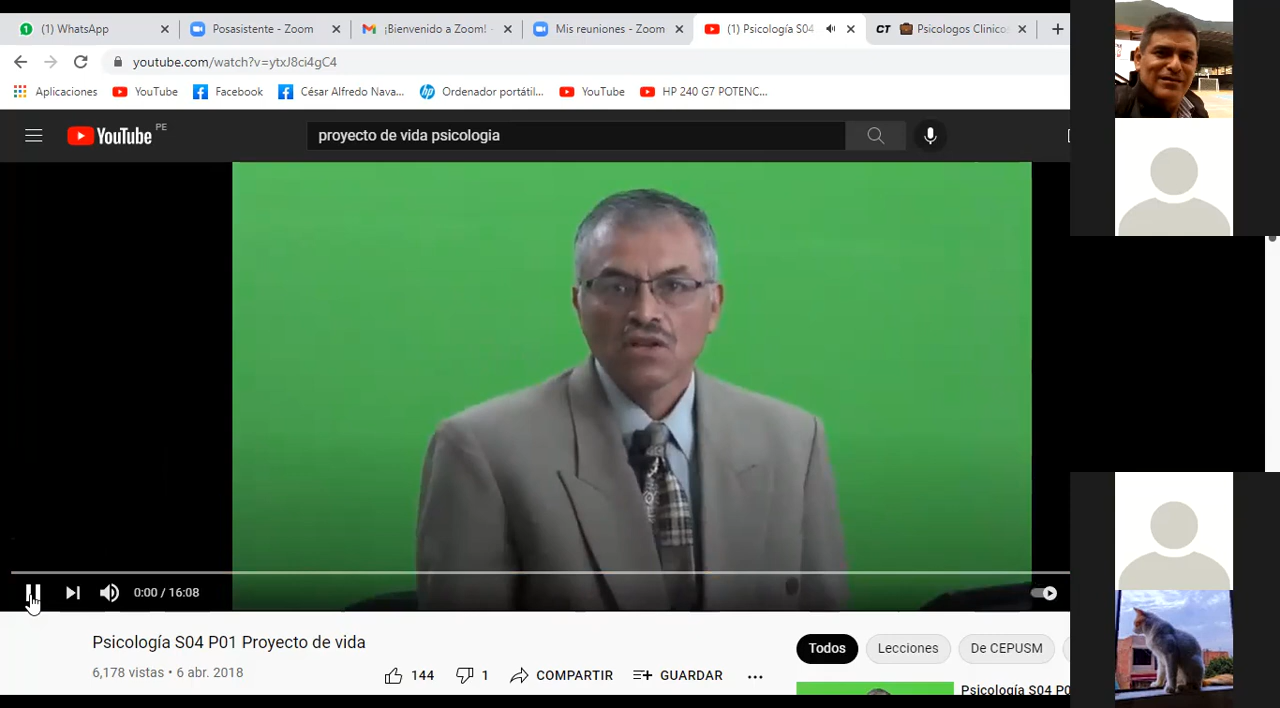 (1) WhatsApp
Posasistente - Zoom
¡Bienvenido a Zoom! -
Mis reuniones - Zoom
(1) Psicología S04
CT
Psicologos Clinicos
youtube.com/watch?v=ytxJ8ci4gC4
Aplicaciones
YouTube
Facebook
César Alfredo Nava...
Ordenador portátil...
YouTube
HP 240 G7 POTENC...
YouTube PE
proyecto de vida psicologia
0:00 / 16:08
Psicología S04 P01 Proyecto de vida
6,178 vistas • 6 abr. 2018
144
1
COMPARTIR
GUARDAR
Todos
Lecciones
De CEPUSM
Psicología S04 P0